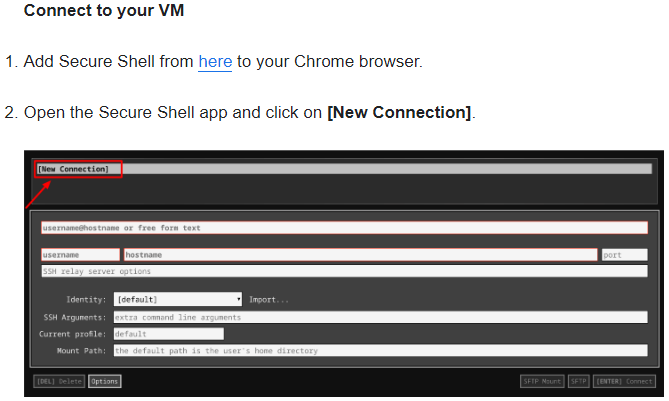 Connect to your VM
1. Add Secure Shell from here to your Chrome browser.
2. Open the Secure Shell app and click on [New Connection].
[New Connection]
username@hostname or free form text
username hostname port
SSH relay server options
Identity: [default] Import...
SSH Arguments: extra command line arguments
Current profile: default
Mount Path: the default path is the user's home directory
[DEL] Delete Options SFTP Mount SFTP [ENTER] Connect